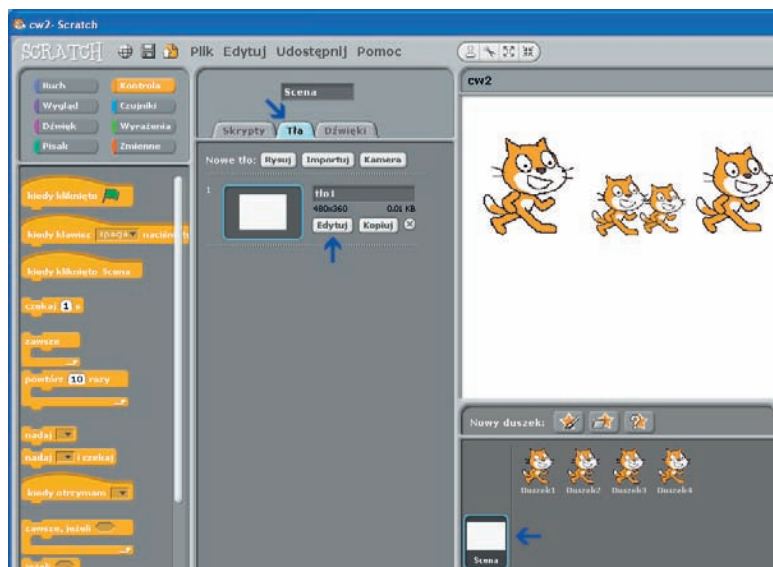 cw2- Scratch
SCRATCH Plik Edytuj Udostępnij Pomoc
Ruch Kontrola
Wygląd Czujniki
Dźwięk Wyrażenia
Pisak Zmienne
kiedy kliknięto
kiedy klawisz spacja
kiedy kliknięto Scena
czekaj 1 s
zawsze
powtórz 10 razy
nadaj
nadaj i czekaj
kiedy otrzymam
zawsze, jeżeli
jeżeli
Scena
Skrypty Tła Dźwięki
Nowe tło: Rysuj Importuj Kamera
1
tło1
480x360 0.01 KB
Edytuj Kopiuj
cw2
Nowy duszek:
Duszek1 Duszek2 Duszek3 Duszek4
Scena